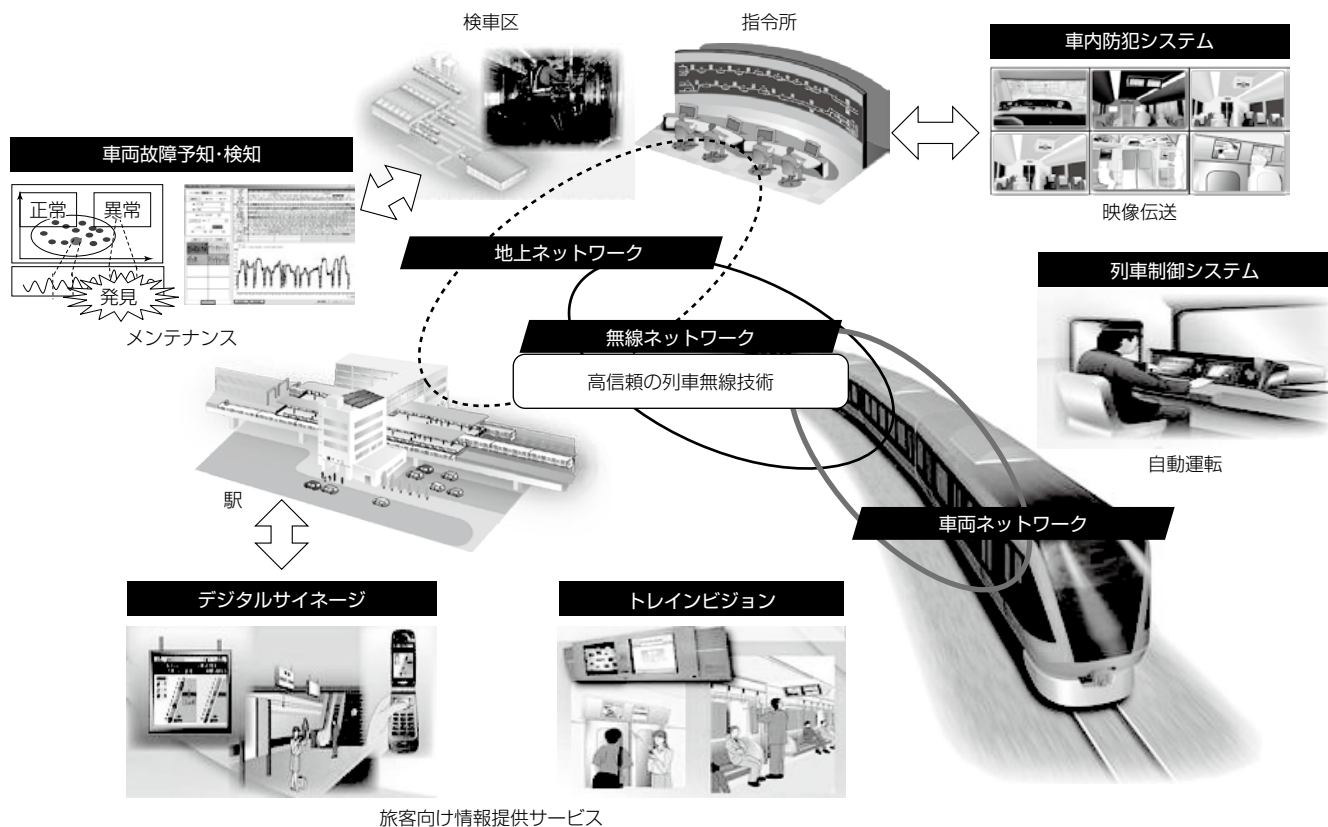 検車区
指令所
車内防犯システム
映像伝送
車両故障予知・検知
正常
異常
発見
メンテナンス
地上ネットワーク
無線ネットワーク
高信頼の列車無線技術
列車制御システム
自動運転
駅
車両ネットワーク
デジタルサイネージ
トレインビジョン
旅客向け情報提供サービス